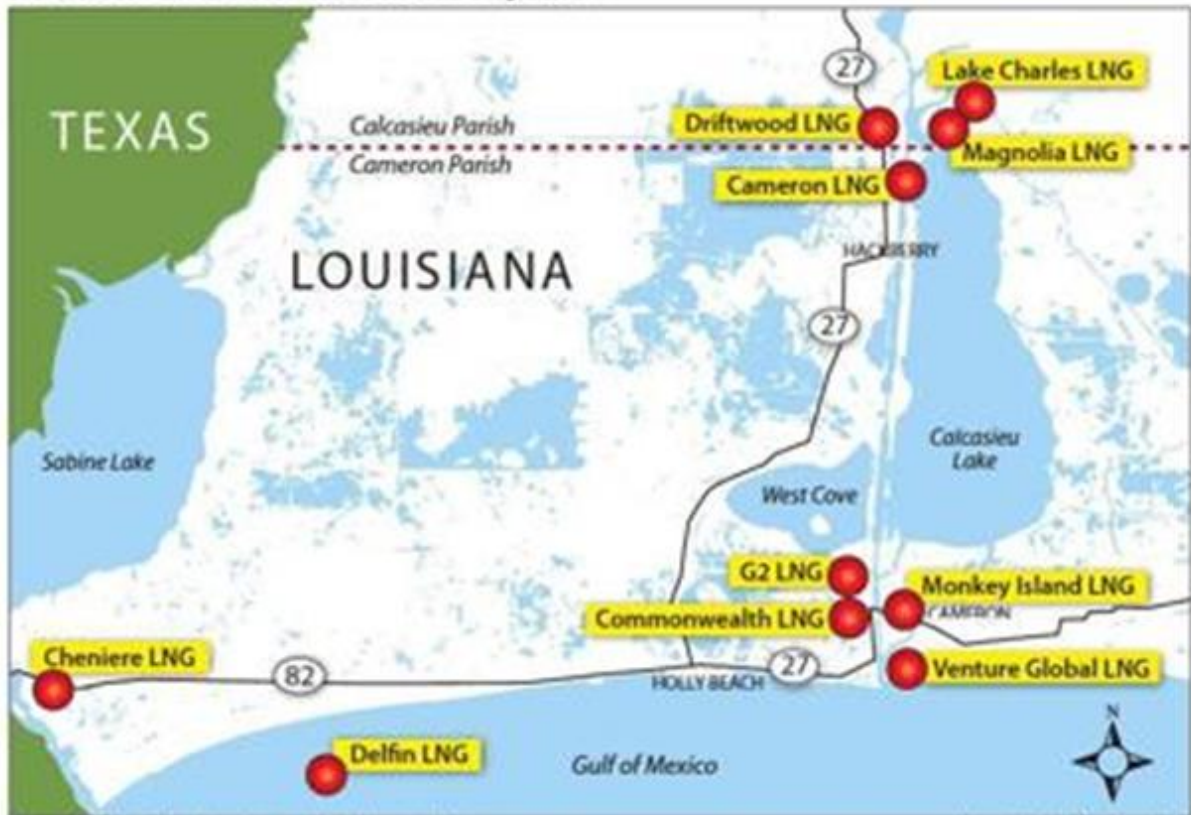 27
Lake Charles LNG
TEXAS
Calcasieu Parish
Driftwood LNG
Magnolia LNG
Cameron Parish
Cameron LNG
HACKBERRY
LOUISIANA
27
Sabine Lake
Calcasieu
Lake
West Cove
G2 LNG
Monkey Island LNG
CAMERON
Commonwealth LNG
Cheniere LNG
82
HOLLY BEACH
27
Venture Global LNG
Delfin LNG
Gulf of Mexico
N